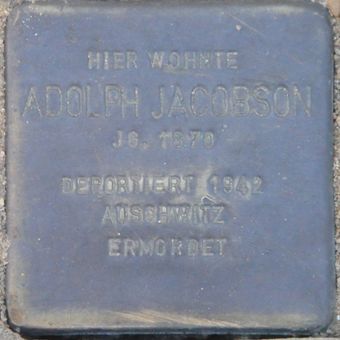 HIER WOHNTE
ADOLPH JACOBSON
JG. 1870
DEPORTIERT 1942
AUSCHWITZ
ERMORDET